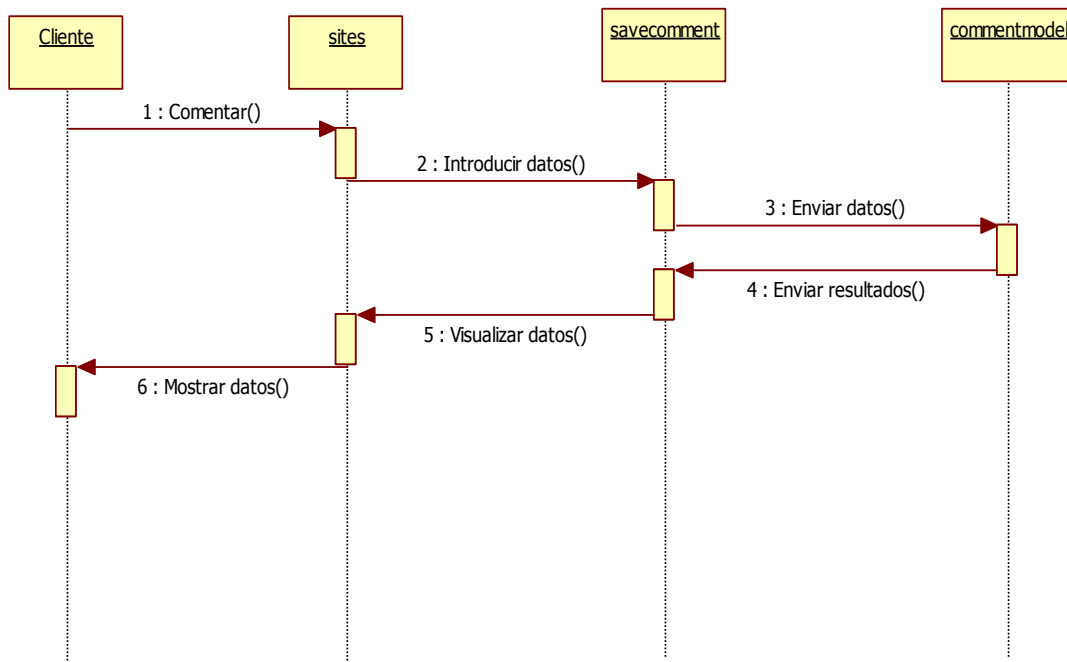 Cliente
sites
savecomment
commentmodel
1 : Comentar()
2 : Introducir datos()
3 : Enviar datos()
4 : Enviar resultados()
5 : Visualizar datos()
6 : Mostrar datos()